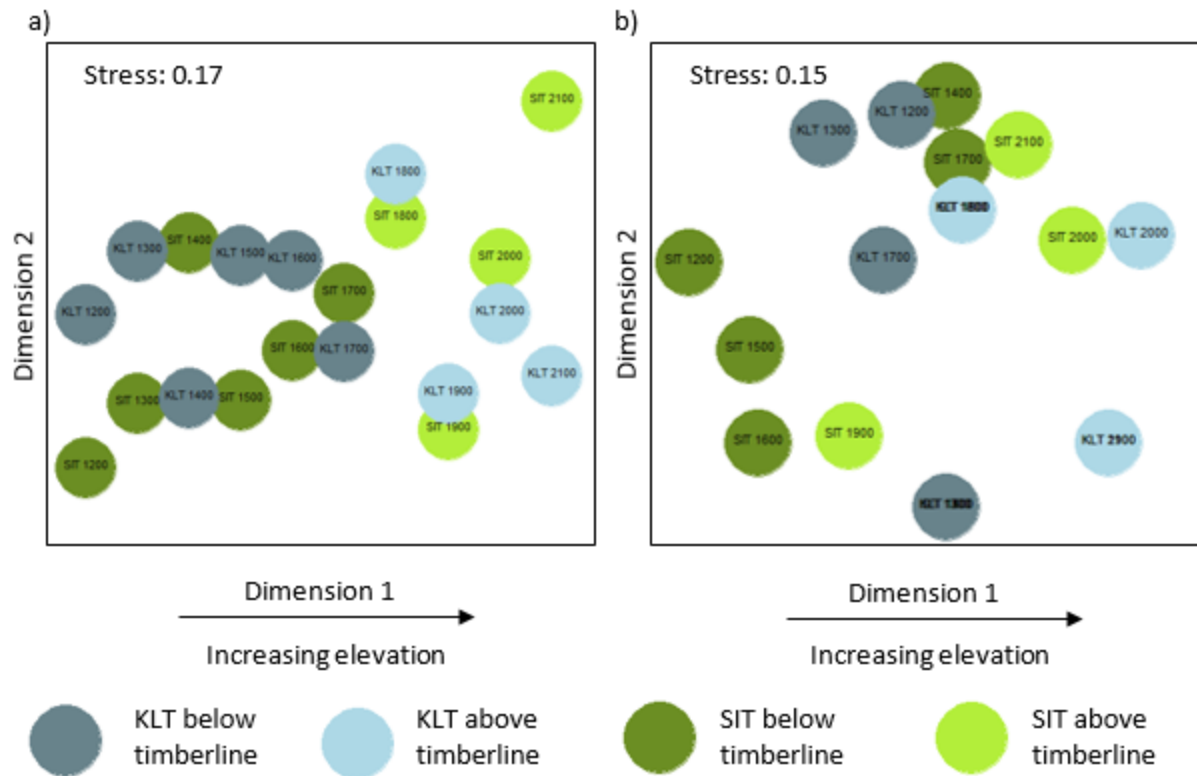 a)
Stress: 0.17
SIT 2100
KLT 1800
SIT 1800
SIT 1400
KLT 1300
KLT 1500
KLT 1600
SIT 2000
SIT 1700
KLT 1200
KLT 2000
SIT 1600
KLT 1700
KLT 2100
KLT 1900
SIT 1300
KLT 1400
SIT 1500
SIT 1900
SIT 1200
Dimension 2
Dimension 1
Increasing elevation
b)
Stress: 0.15
SIT 1400
KLT 1200
KLT 1300
SIT 2100
SIT 1700
KLT
KLT 2000
SIT 2000
KLT 1700
SIT 1200
SIT 1500
SIT 1900
SIT 1600
KLT
KLT
Dimension 2
Dimension 1
Increasing elevation
KLT below
timberline
KLT above
timberline
SIT below
timberline
SIT above
timberline